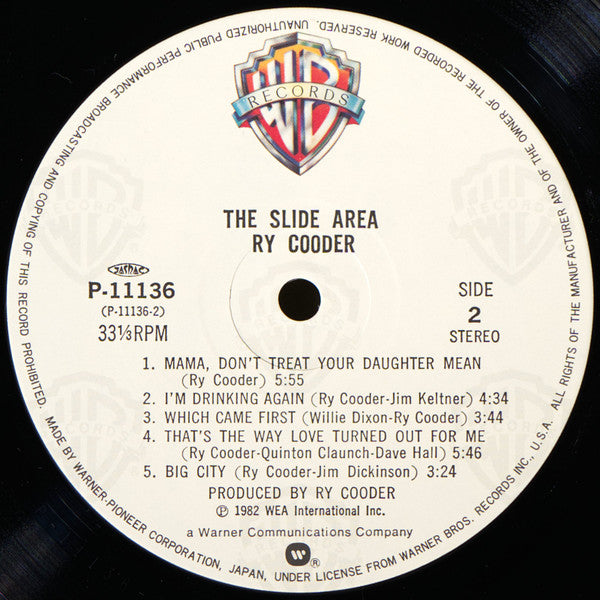 ALL RIGHTS OF THE MANUFACTURER AND OF THE OWNER OF THE RECORDED WORK RESERVED. UNAUTHORIZED PUBLIC PERFORMANCE BROADCASTING AND COPYING OF THIS RECORD PROHIBITED.
WB
RECORDS
THE SLIDE AREA
RY COODER
JASRAC
P-11136
(P-11136-2)
33⅓RPM
SIDE
2
STEREO
1. MAMA, DON'T TREAT YOUR DAUGHTER MEAN
(Ry Cooder) 5:55
2. I'M DRINKING AGAIN (Ry Cooder-Jim Keltner) 4:34
3. WHICH CAME FIRST (Willie Dixon-Ry Cooder) 3:44
4. THAT'S THE WAY LOVE TURNED OUT FOR ME
(Ry Cooder-Quinton Claunch-Dave Hall) 5:46
5. BIG CITY (Ry Cooder-Jim Dickinson) 3:24
PRODUCED BY RY COODER
Ⓟ 1982 WEA International Inc.
a Warner Communications Company
MADE BY WARNER-PIONEER CORPORATION, JAPAN, UNDER LICENSE FROM WARNER BROS. RECORDS INC., U.S.A.